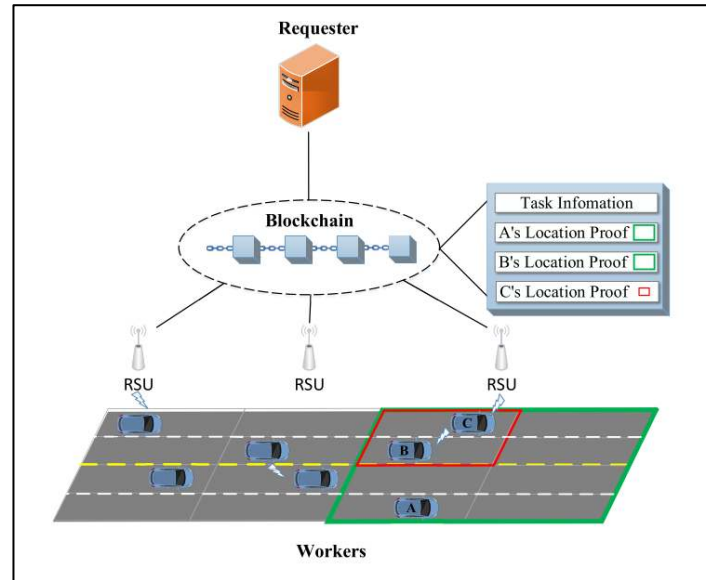 Requester
Blockchain
Task Infomation
A's Location Proof
B's Location Proof
C's Location Proof
RSU
RSU
RSU
C
B
A
Workers